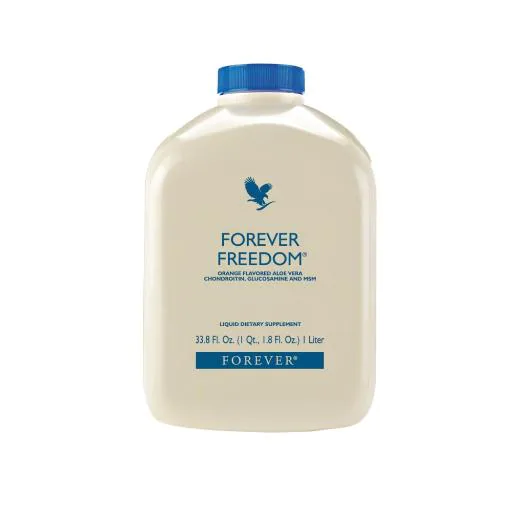 FOREVER
FREEDOM®
ORANGE FLAVORED ALOE VERA
CHONDROITIN, GLUCOSAMINE AND MSM
LIQUID DIETARY SUPPLEMENT
33.8 Fl. Oz. (1 Qt., 1.8 Fl. Oz.) 1 Liter
FOREVER®